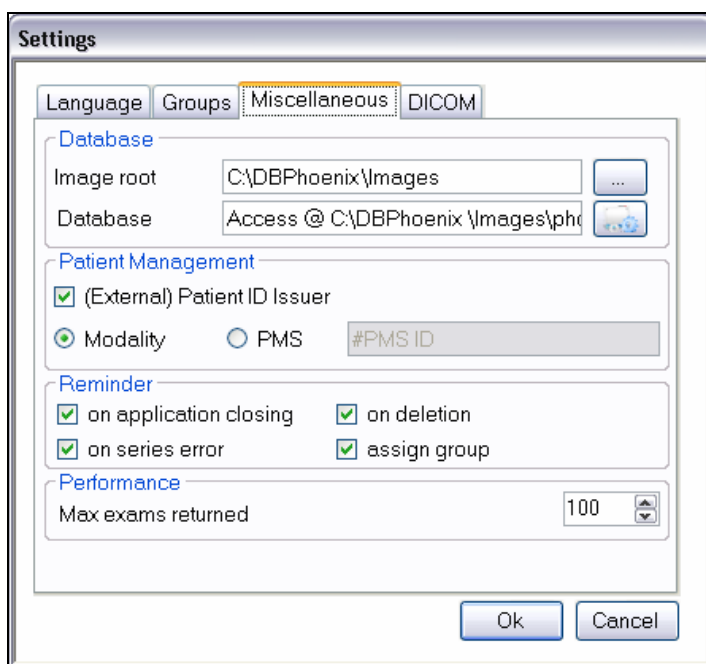 Settings
Language Groups Miscellaneous DICOM
Database
Image root C:\DBPhoenix\Images ...
Database Access @ C:\DBPhoenix \Images\pho
Patient Management
(External) Patient ID Issuer
Modality PMS #PMS ID
Reminder
on application closing on deletion
on series error assign group
Performance
Max exams returned 100
Ok Cancel